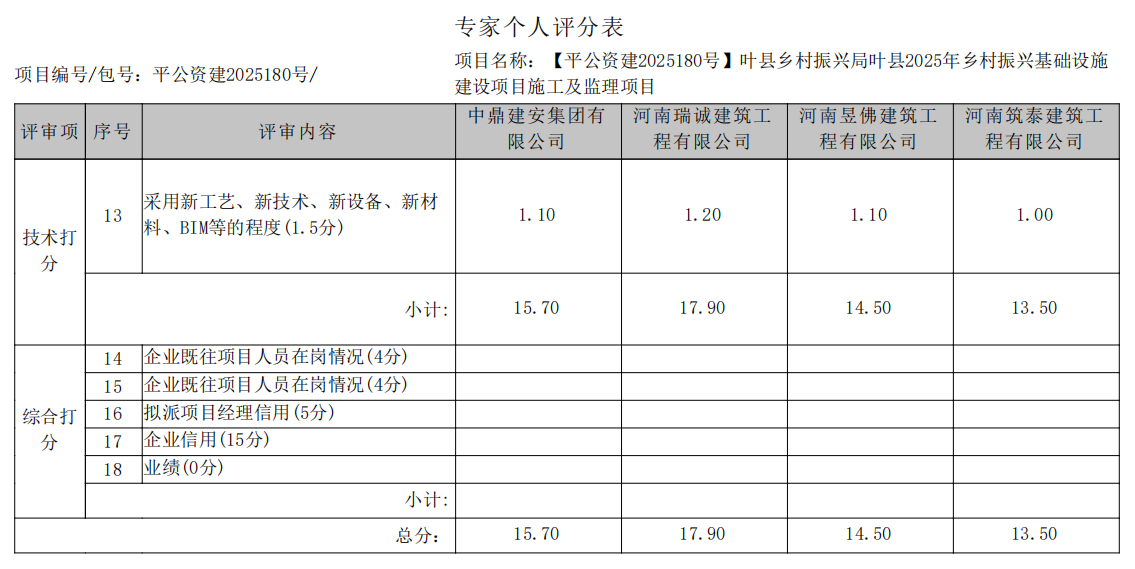 专家个人评分表
项目编号/包号：平公资建2025180号/
项目名称：【平公资建2025180号】叶县乡村振兴局叶县2025年乡村振兴基础设施
建设项目施工及监理项目
评审项 序号 评审内容 中鼎建安集团有限公司 河南瑞诚建筑工程有限公司 河南昱佛建筑工程有限公司 河南筑泰建筑工程有限公司
技术打分
13 采用新工艺、新技术、新设备、新材料、BIM等的程度(1.5分) 1.10 1.20 1.10 1.00
小计: 15.70 17.90 14.50 13.50
综合打分
14 企业既往项目人员在岗情况(4分)
15 企业既往项目人员在岗情况(4分)
16 拟派项目经理信用(5分)
17 企业信用(15分)
18 业绩(0分)
小计:
总分： 15.70 17.90 14.50 13.50